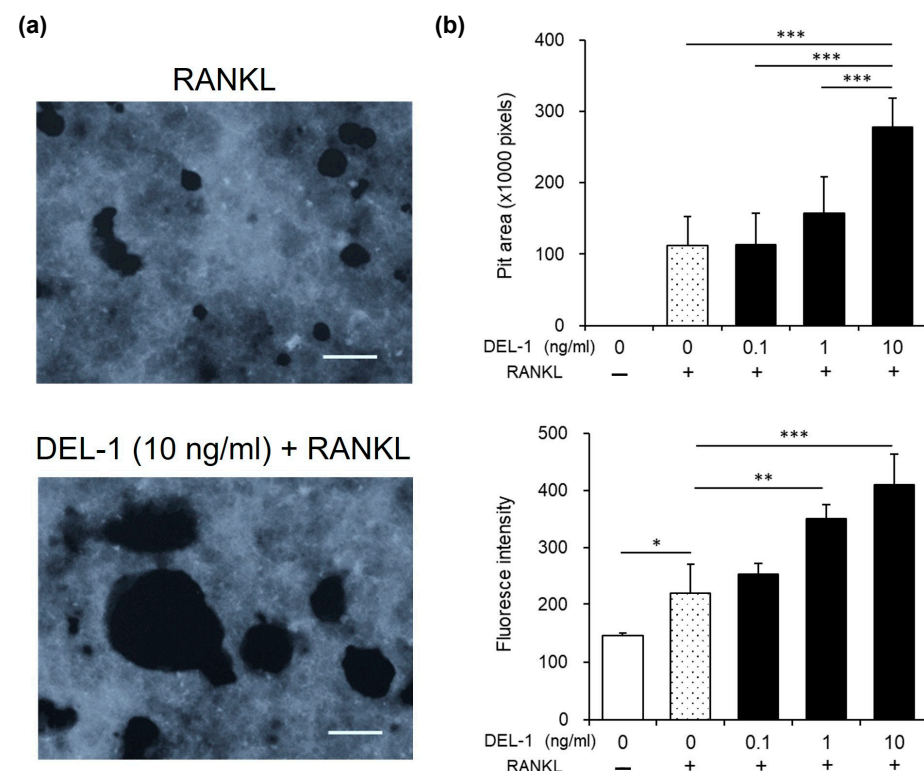 (a)
RANKL
DEL-1 (10 ng/ml) + RANKL
(b)
400
300
200
100
0
Pit area (x1000 pixels)
***
***
***
DEL-1 (ng/ml) 0 0 0.1 1 10
RANKL — + + + +
500
400
300
200
100
0
Fluoresce intensity
***
**
*
DEL-1 (ng/ml) 0 0 0.1 1 10
RANKL — + + + +